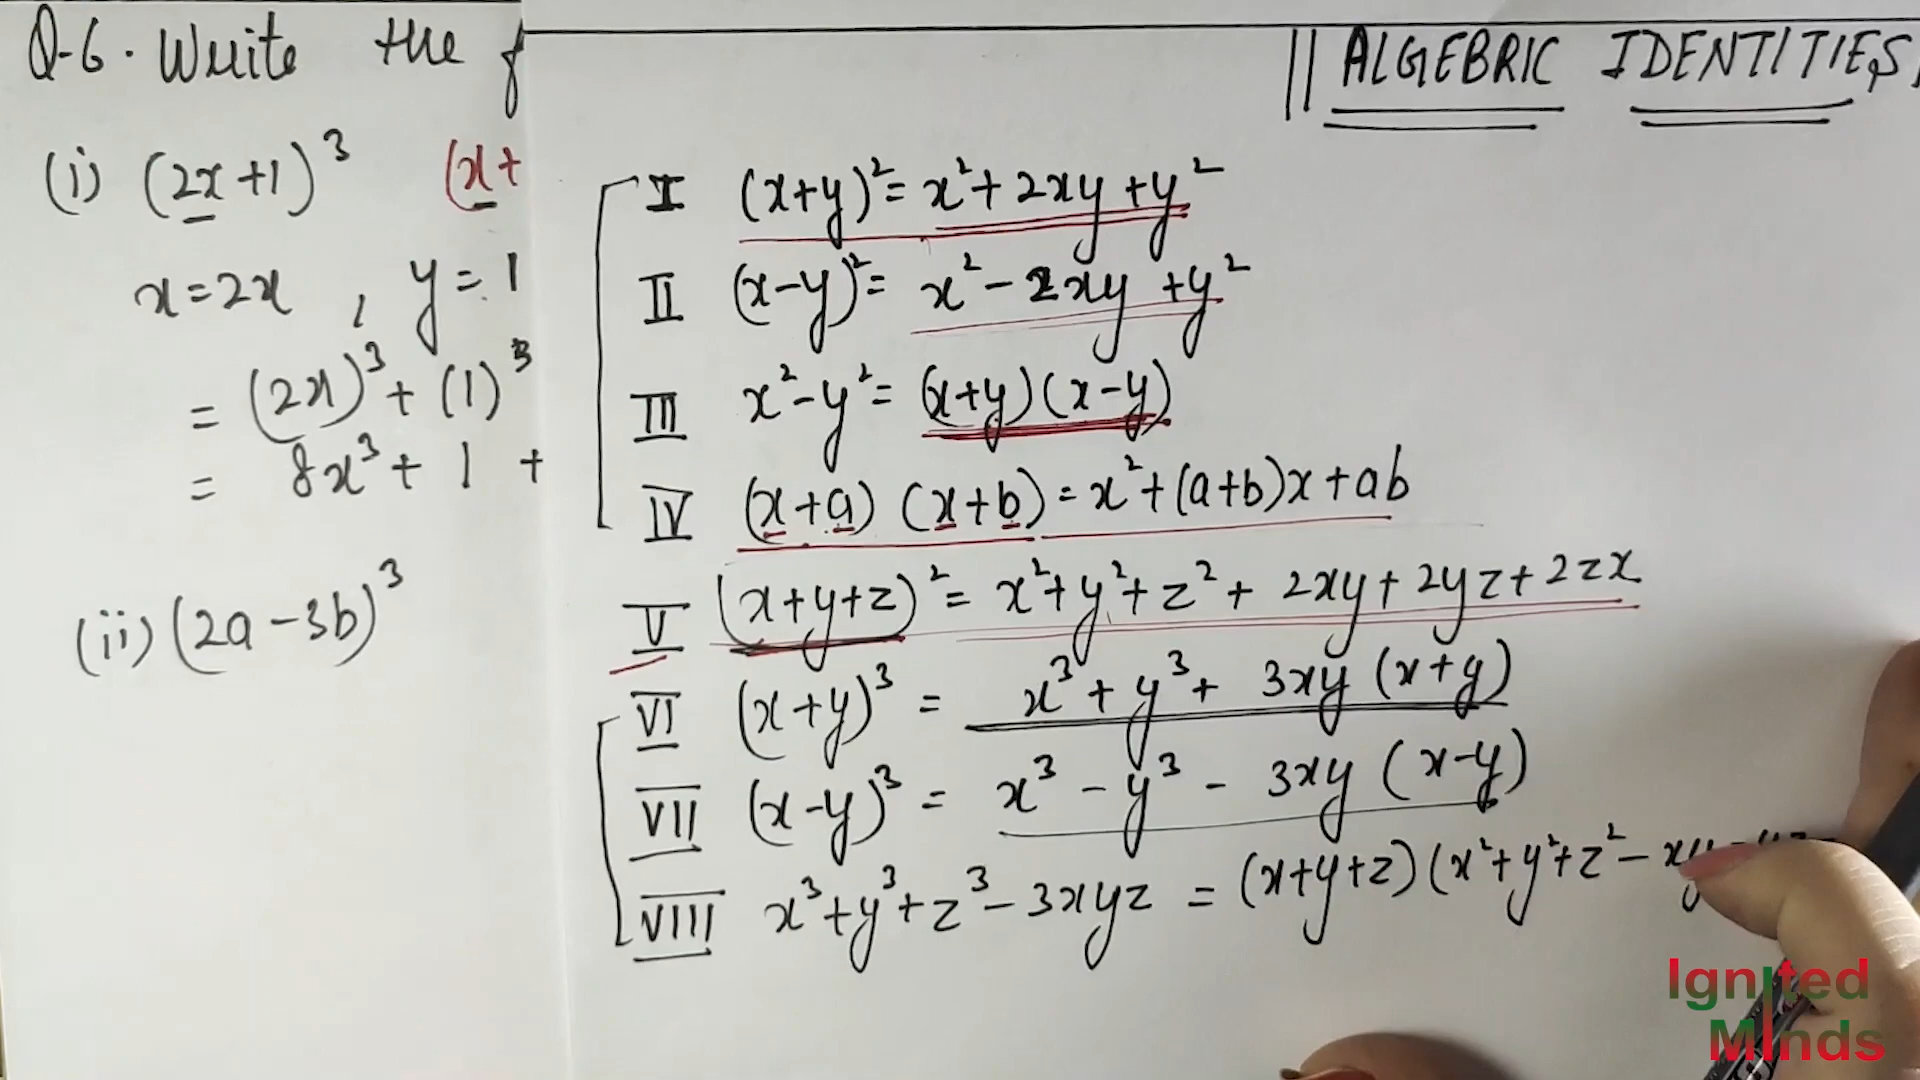 Q-6. Write the
(i) (2x+1)³ (x+
x=2x , y=1
= (2x)³ + (1)³
= 8x³ + 1 +
(ii) (2a-3b)³
|| ALGEBRIC IDENTITIES
I (x+y)² = x² + 2xy + y²
II (x-y)² = x² - 2xy + y²
III x² - y² = (x+y)(x-y)
IV (x+a) (x+b) = x² + (a+b)x + ab
V (x+y+z)² = x² + y² + z² + 2xy + 2yz + 2zx
VI (x+y)³ = x³ + y³ + 3xy (x+y)
VII (x-y)³ = x³ - y³ - 3xy (x-y)
VIII x³ + y³ + z³ - 3xyz = (x+y+z) (x² + y² + z² - xy
Ignited
Minds